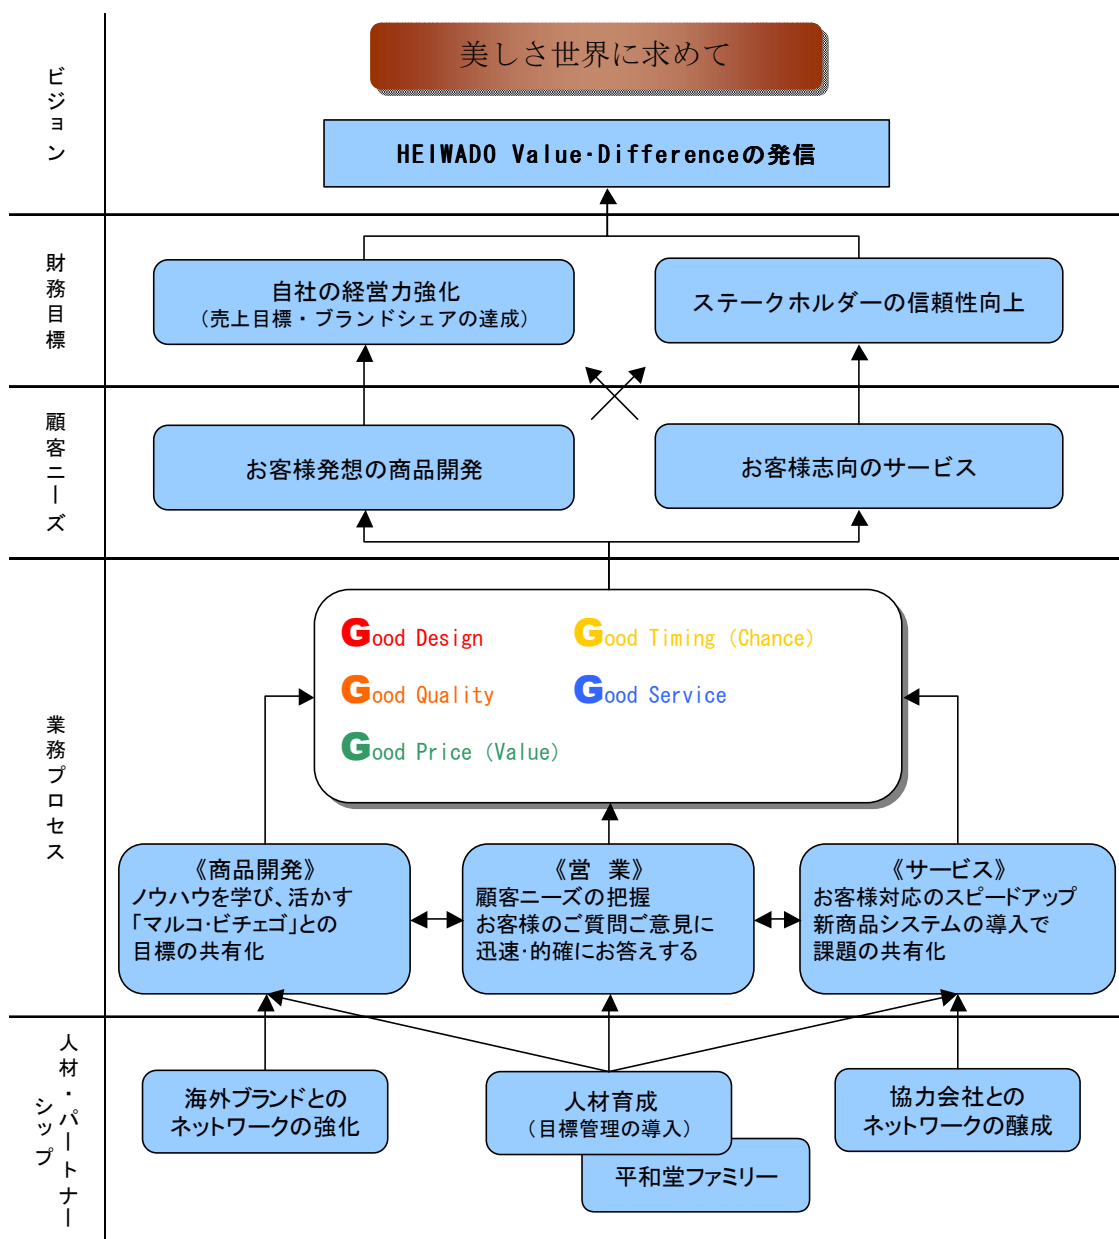 ビジョン
美しさ世界に求めて
HEIWADO Value・Differenceの発信
財務目標
自社の経営力強化
（売上目標・ブランドシェアの達成）
ステークホルダーの信頼性向上
顧客ニーズ
お客様発想の商品開発
お客様志向のサービス
業務プロセス
Good Design
Good Timing (Chance)
Good Quality
Good Service
Good Price (Value)
《商品開発》
ノウハウを学び、活かす
「マルコ・ビチェゴ」との
目標の共有化
《営　業》
顧客ニーズの把握
お客様のご質問ご意見に
迅速・的確にお答えする
《サービス》
お客様対応のスピードアップ
新商品システムの導入で
課題の共有化
人材・パートナー
シップ
海外ブランドとの
ネットワークの強化
人材育成
（目標管理の導入）
平和堂ファミリー
協力会社との
ネットワークの醸成